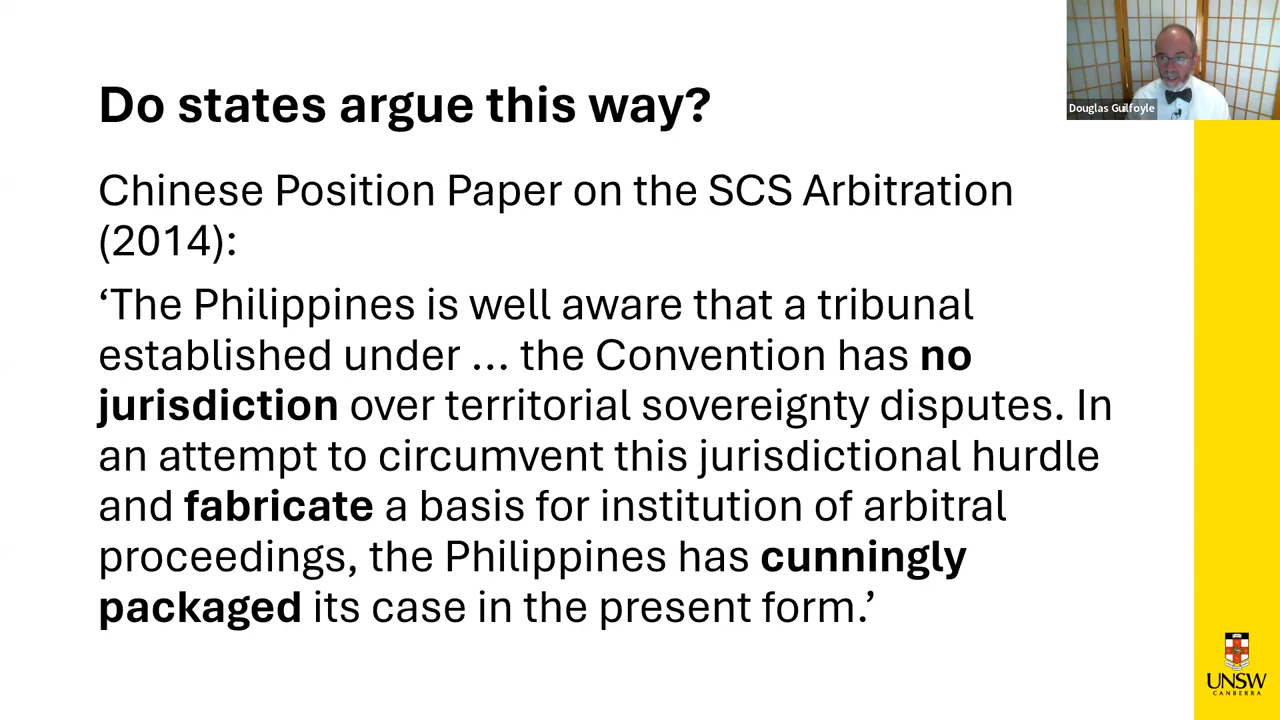 Do states argue this way?
Chinese Position Paper on the SCS Arbitration
(2014):
‘The Philippines is well aware that a tribunal
established under ... the Convention has no
jurisdiction over territorial sovereignty disputes. In
an attempt to circumvent this jurisdictional hurdle
and fabricate a basis for institution of arbitral
proceedings, the Philippines has cunningly
packaged its case in the present form.’
Douglas Guilfoyle
UNSW
CANBERRA